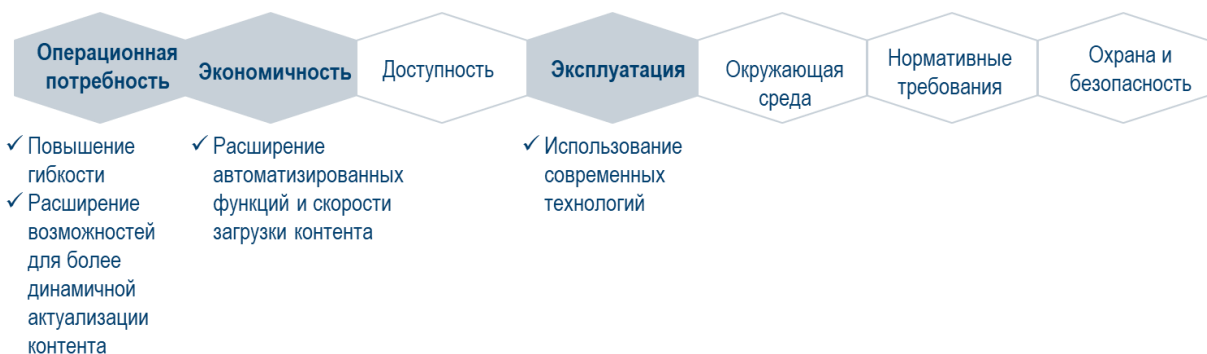 Операционная
потребность
Экономичность
Доступность
Эксплуатация
Окружающая
среда
Нормативные
требования
Охрана и
безопасность
✓ Повышение
гибкости
✓ Расширение
возможностей
для более
динамичной
актуализации
контента
✓ Расширение
автоматизированных
функций и скорости
загрузки контента
✓ Использование
современных
технологий